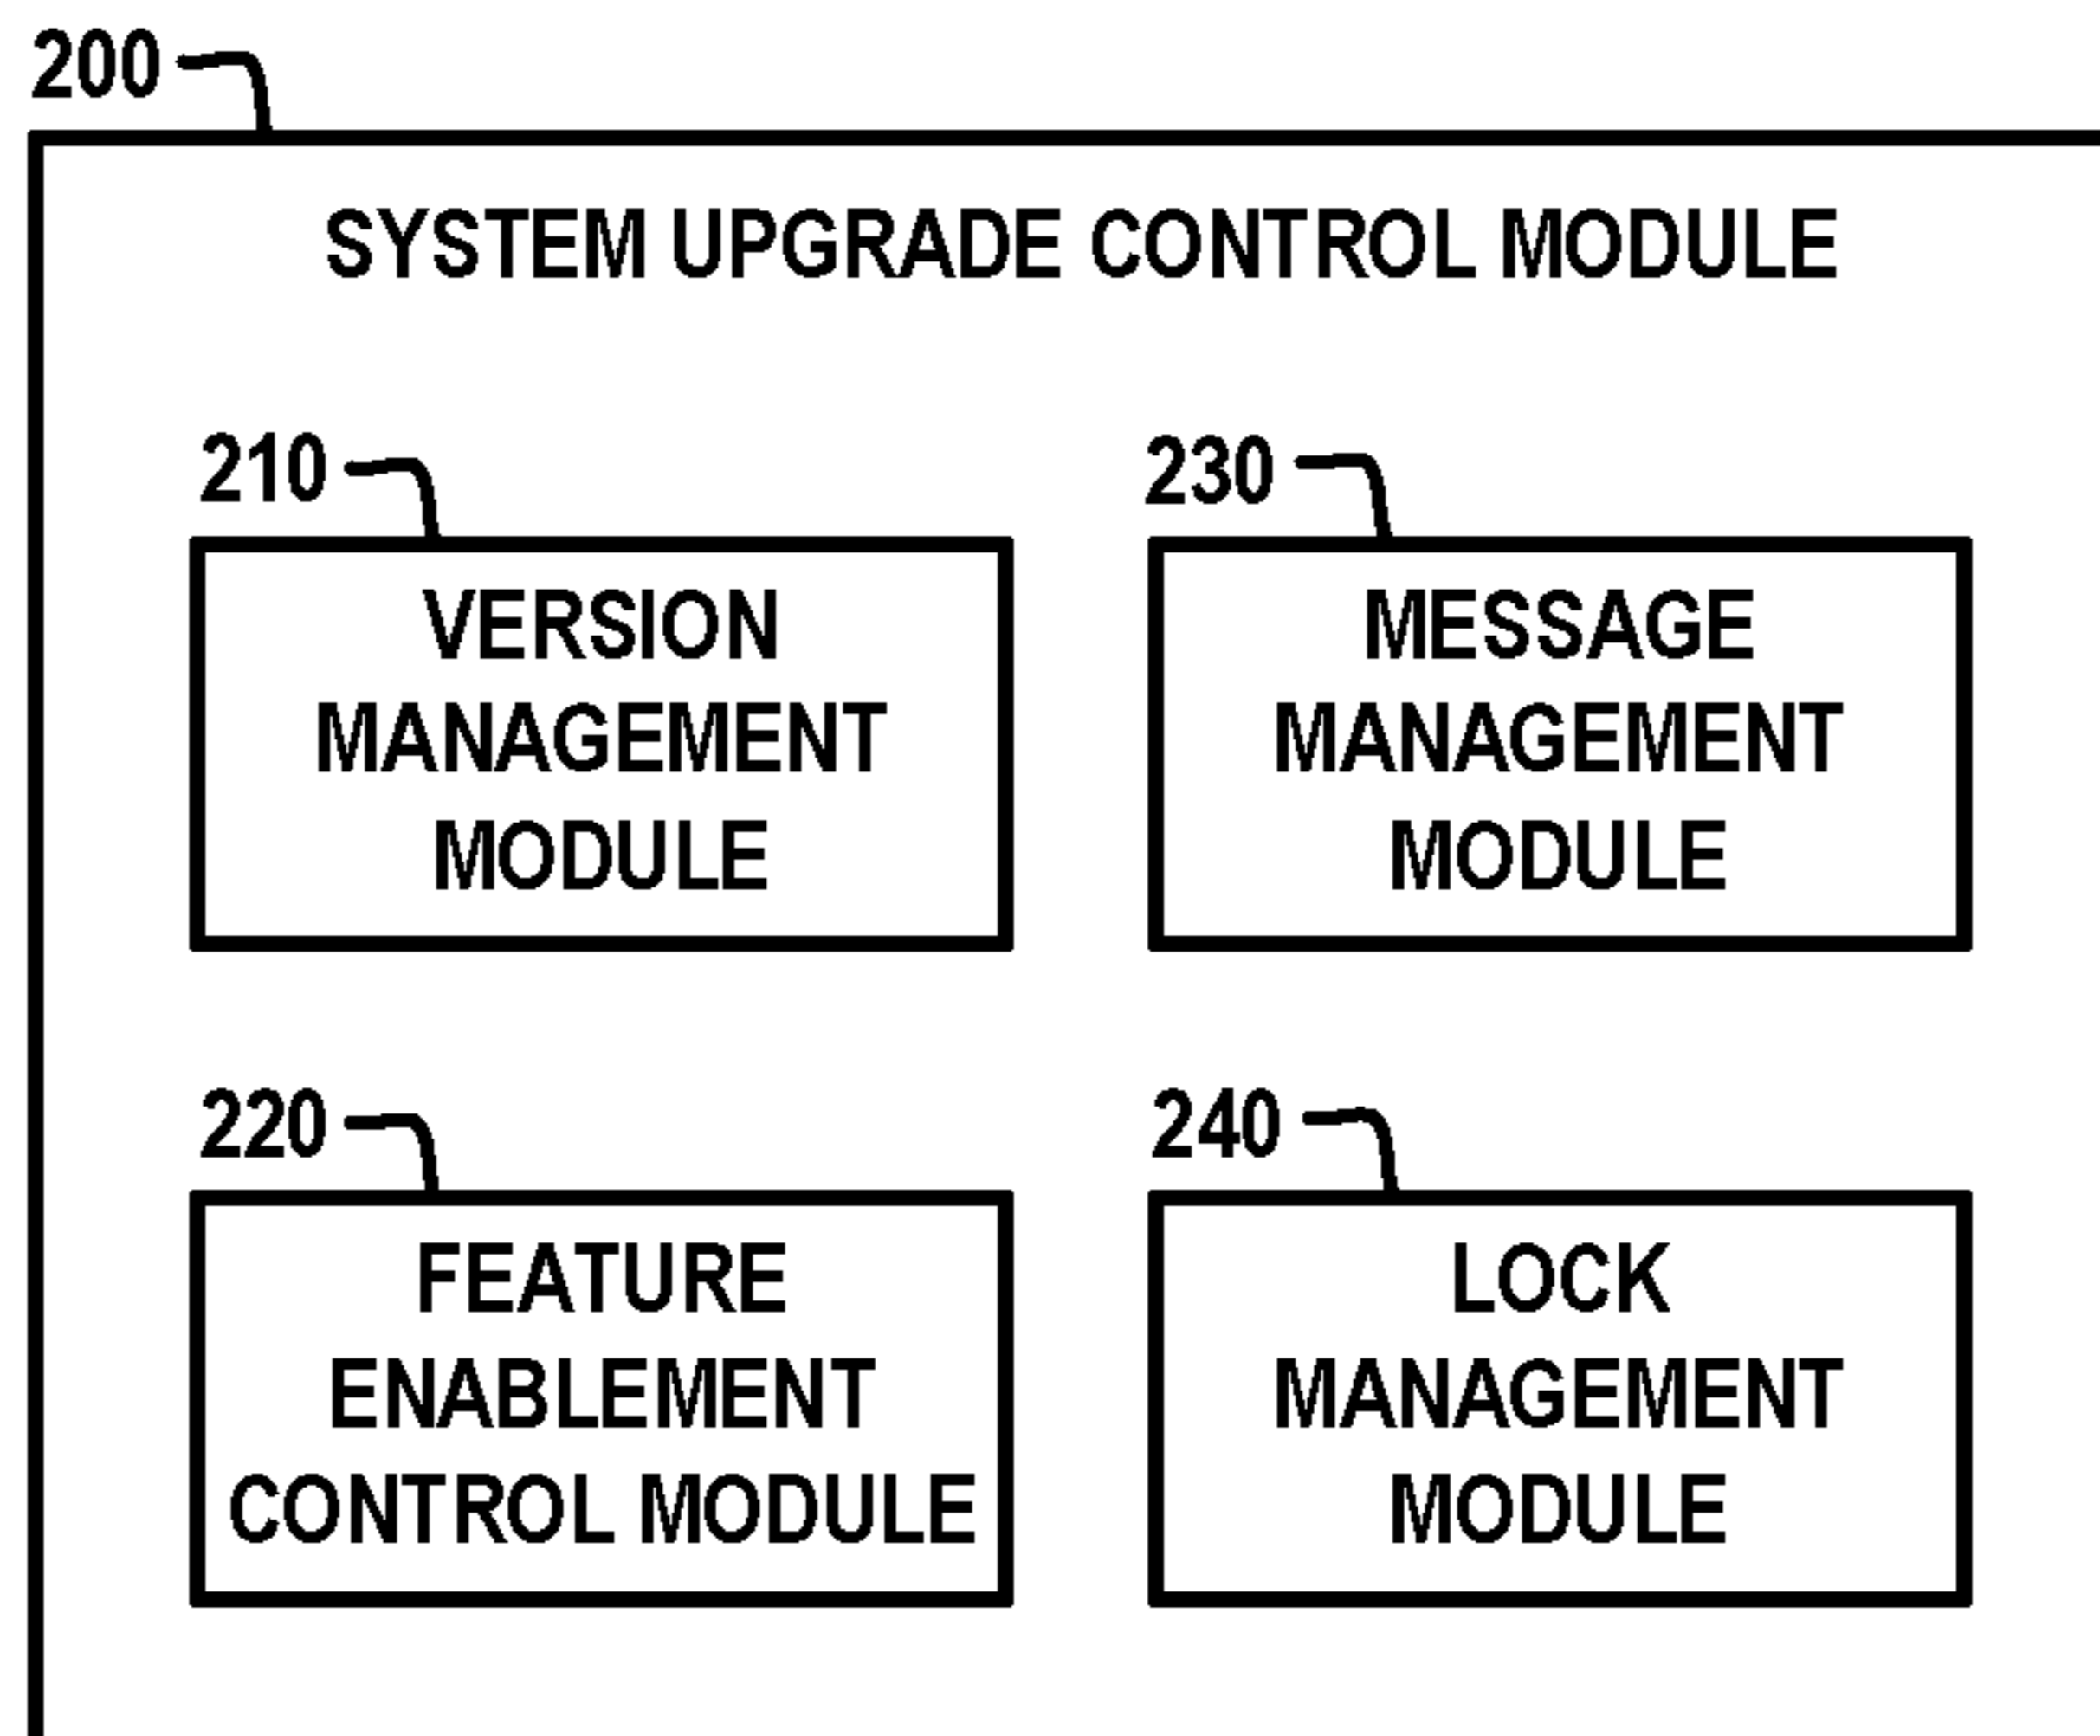 200
SYSTEM UPGRADE CONTROL MODULE
210
VERSION
MANAGEMENT
MODULE
230
MESSAGE
MANAGEMENT
MODULE
220
FEATURE
ENABLEMENT
CONTROL MODULE
240
LOCK
MANAGEMENT
MODULE